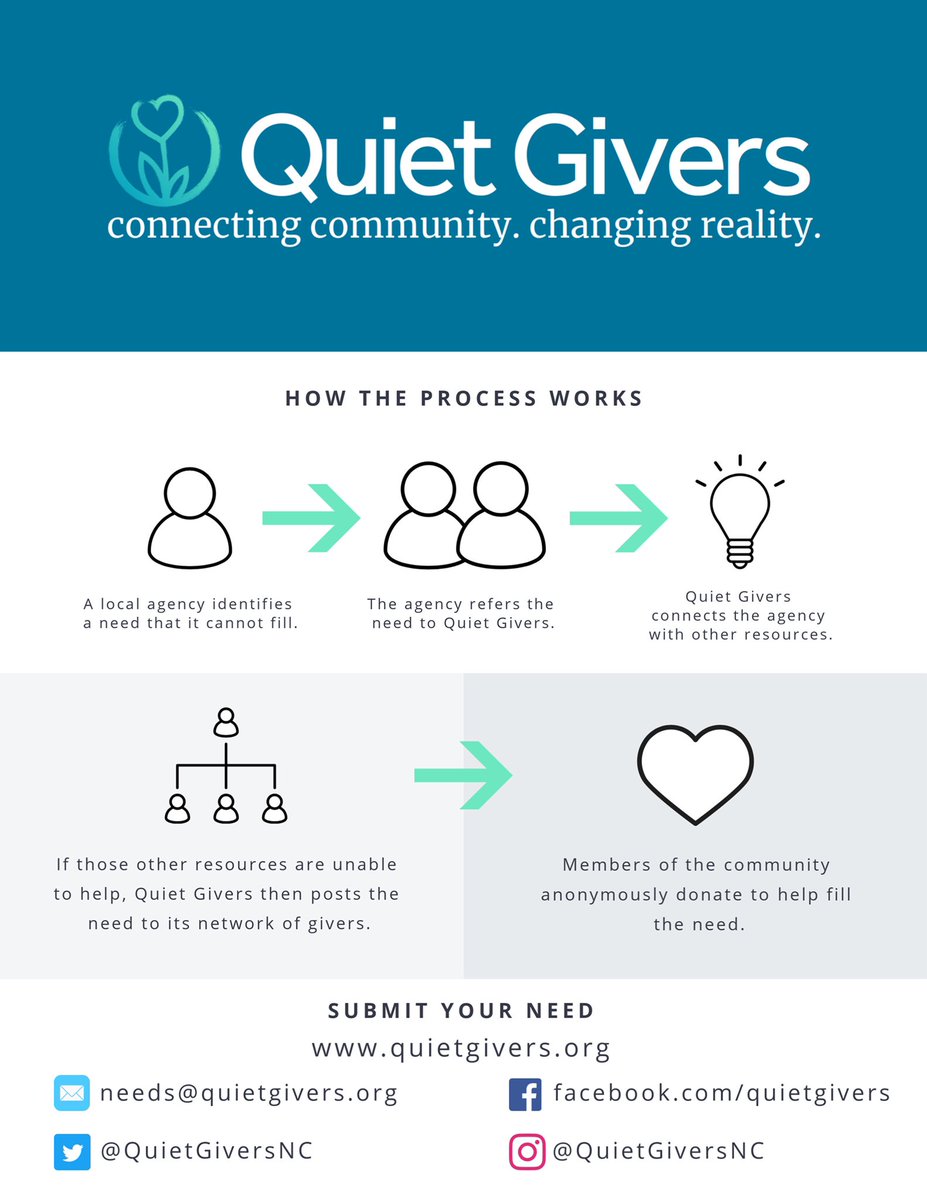 Quiet Givers
connecting community. changing reality.
HOW THE PROCESS WORKS
A local agency identifies
a need that it cannot fill.
The agency refers the
need to Quiet Givers.
Quiet Givers
connects the agency
with other resources.
If those other resources are unable
to help, Quiet Givers then posts the
need to its network of givers.
Members of the community
anonymously donate to help fill
the need.
SUBMIT YOUR NEED
www.quietgivers.org
needs@quietgivers.org
facebook.com/quietgivers
@QuietGiversNC
@QuietGiversNC